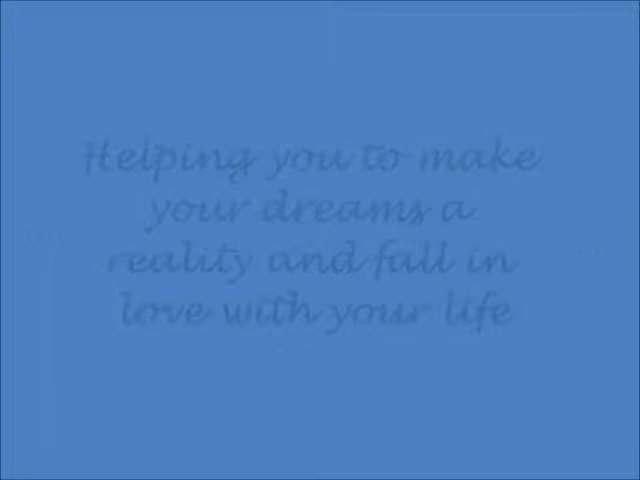 Helping you to make
your dreams a
reality and fall in
love with your life